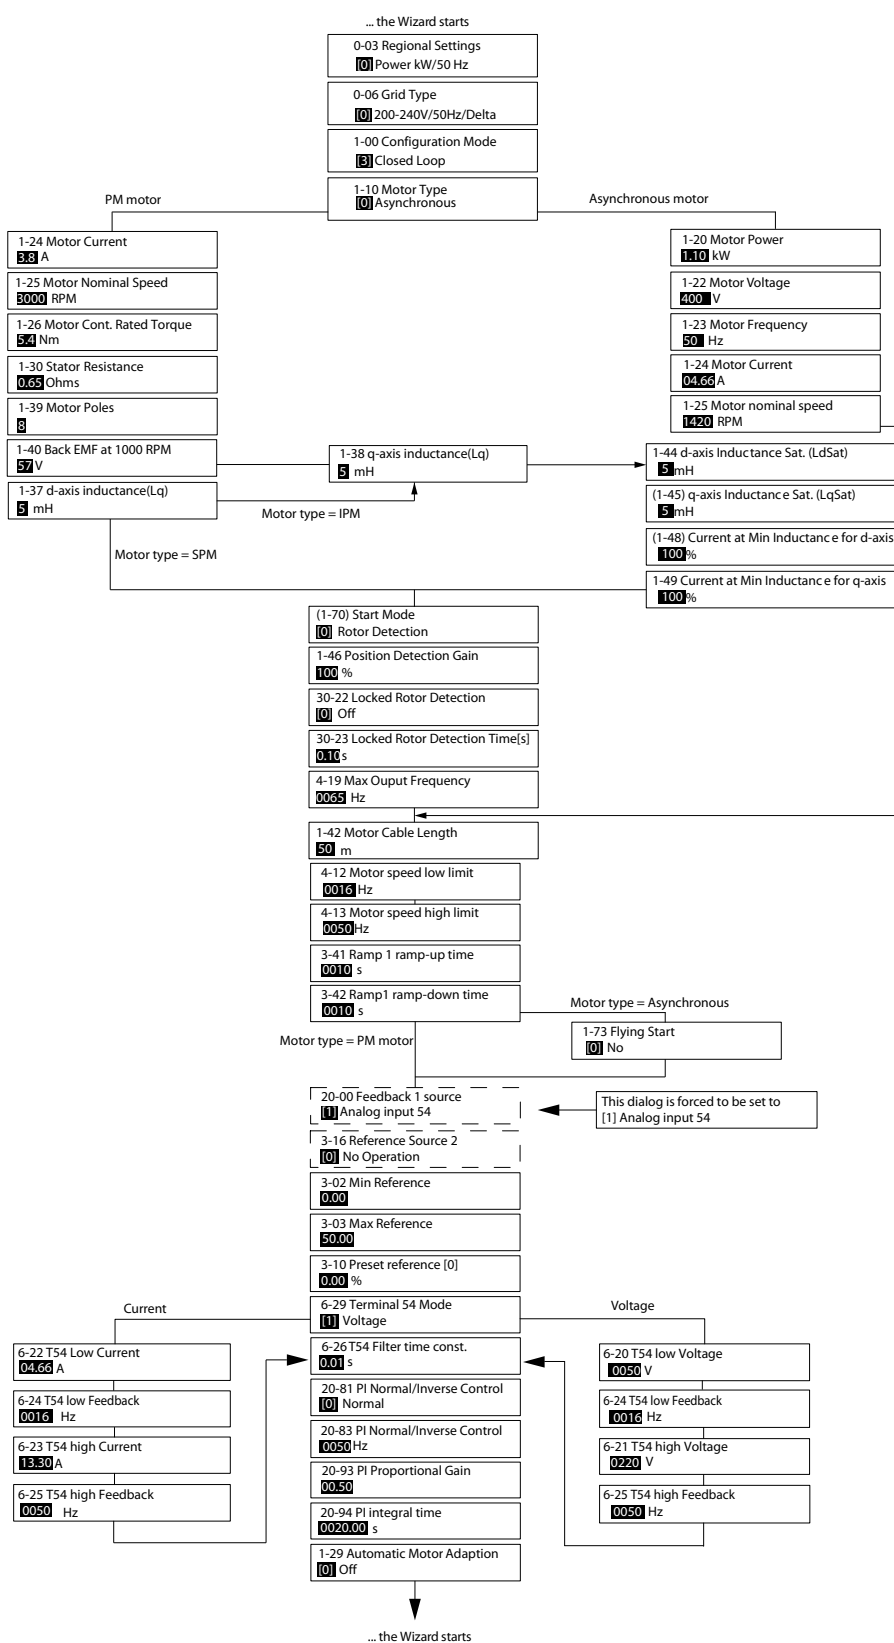 ... the Wizard starts
0-03 Regional Settings
[0] Power kW/50 Hz
0-06 Grid Type
[0] 200-240V/50Hz/Delta
1-00 Configuration Mode
[3] Closed Loop
1-10 Motor Type
[0] Asynchronous
PM motor
Asynchronous motor
1-24 Motor Current
3.8 A
1-25 Motor Nominal Speed
3000 RPM
1-26 Motor Cont. Rated Torque
5.4 Nm
1-30 Stator Resistance
0.65 Ohms
1-39 Motor Poles
8
1-40 Back EMF at 1000 RPM
57 V
1-37 d-axis inductance(Lq)
5 mH
1-20 Motor Power
1.10 kW
1-22 Motor Voltage
400 V
1-23 Motor Frequency
50 Hz
1-24 Motor Current
04.66 A
1-25 Motor nominal speed
1420 RPM
1-38 q-axis inductance(Lq)
5 mH
Motor type = IPM
Motor type = SPM
1-44 d-axis Inductance Sat. (LdSat)
5 mH
(1-45) q-axis Inductance Sat. (LqSat)
5 mH
(1-48) Current at Min Inductance for d-axis
100 %
1-49 Current at Min Inductance for q-axis
100 %
(1-70) Start Mode
[0] Rotor Detection
1-46 Position Detection Gain
100 %
30-22 Locked Rotor Detection
[0] Off
30-23 Locked Rotor Detection Time[s]
0.10 s
4-19 Max Ouput Frequency
0065 Hz
1-42 Motor Cable Length
50 m
4-12 Motor speed low limit
0016 Hz
4-13 Motor speed high limit
0050 Hz
3-41 Ramp 1 ramp-up time
0010 s
3-42 Ramp1 ramp-down time
0010 s
Motor type = Asynchronous
Motor type = PM motor
1-73 Flying Start
[0] No
20-00 Feedback 1 source
[1] Analog input 54
This dialog is forced to be set to
[1] Analog input 54
3-16 Reference Source 2
[0] No Operation
3-02 Min Reference
0.00
3-03 Max Reference
50.00
3-10 Preset reference [0]
0.00 %
6-29 Terminal 54 Mode
[1] Voltage
Current
Voltage
6-22 T54 Low Current
04.66 A
6-24 T54 low Feedback
0016 Hz
6-23 T54 high Current
13.30 A
6-25 T54 high Feedback
0050 Hz
6-26 T54 Filter time const.
0.01 s
20-81 PI Normal/Inverse Control
[0] Normal
20-83 PI Normal/Inverse Control
0050 Hz
20-93 PI Proportional Gain
00.50
20-94 PI integral time
0020.00 s
1-29 Automatic Motor Adaption
[0] Off
6-20 T54 low Voltage
0050 V
6-24 T54 low Feedback
0016 Hz
6-21 T54 high Voltage
0220 V
6-25 T54 high Feedback
0050 Hz
... the Wizard starts